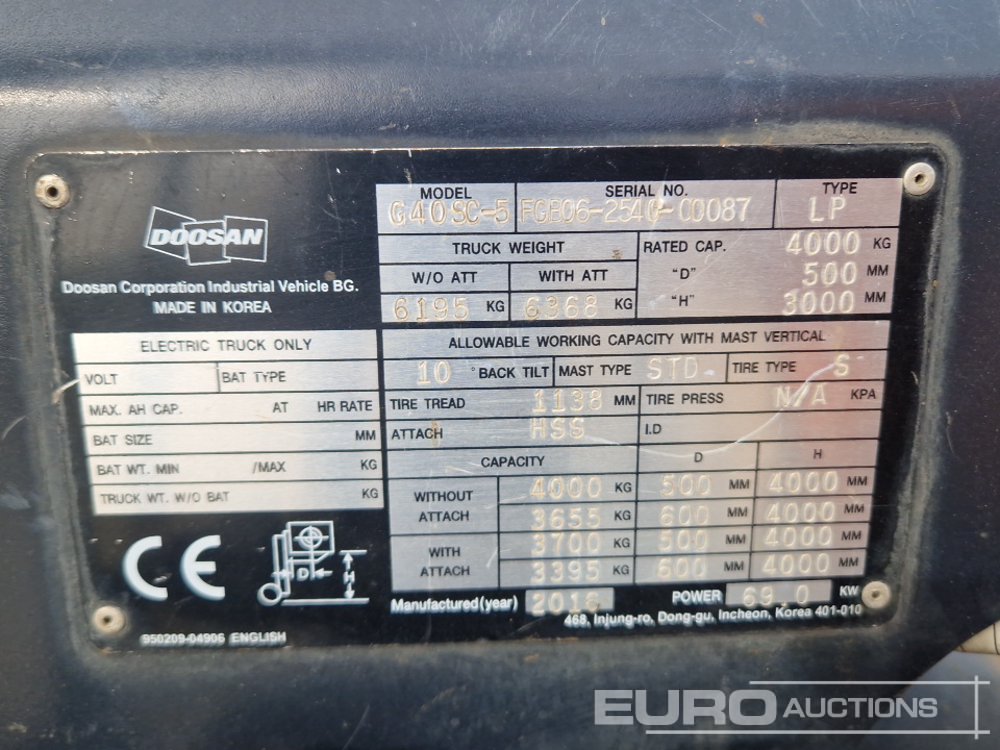 DOOSAN
Doosan Corporation Industrial Vehicle BG.
MADE IN KOREA
MODEL SERIAL NO. TYPE
G40SC-5 FGB06-2540-00087 LP
TRUCK WEIGHT RATED CAP. 4000 KG
W/O ATT WITH ATT "D" 500 MM
6195 KG 6368 KG "H" 3000 MM
ELECTRIC TRUCK ONLY
VOLT BAT TYPE
MAX. AH CAP. AT HR RATE
BAT SIZE MM
BAT WT. MIN /MAX KG
TRUCK WT. W/O BAT KG
ALLOWABLE WORKING CAPACITY WITH MAST VERTICAL
10 ° BACK TILT MAST TYPE STD TIRE TYPE S
TIRE TREAD 1138 MM TIRE PRESS N/A KPA
ATTACH HSS I.D
CAPACITY D H
WITHOUT ATTACH 4000 KG 500 MM 4000 MM
3655 KG 600 MM 4000 MM
WITH ATTACH 3700 KG 500 MM 4000 MM
3395 KG 600 MM 4000 MM
CE
D H
Manufactured(year) 2016 POWER 69.0 KW
468, Injung-ro, Dong-gu, Incheon, Korea 401-010
950209-04906 ENGLISH
EURO AUCTIONS